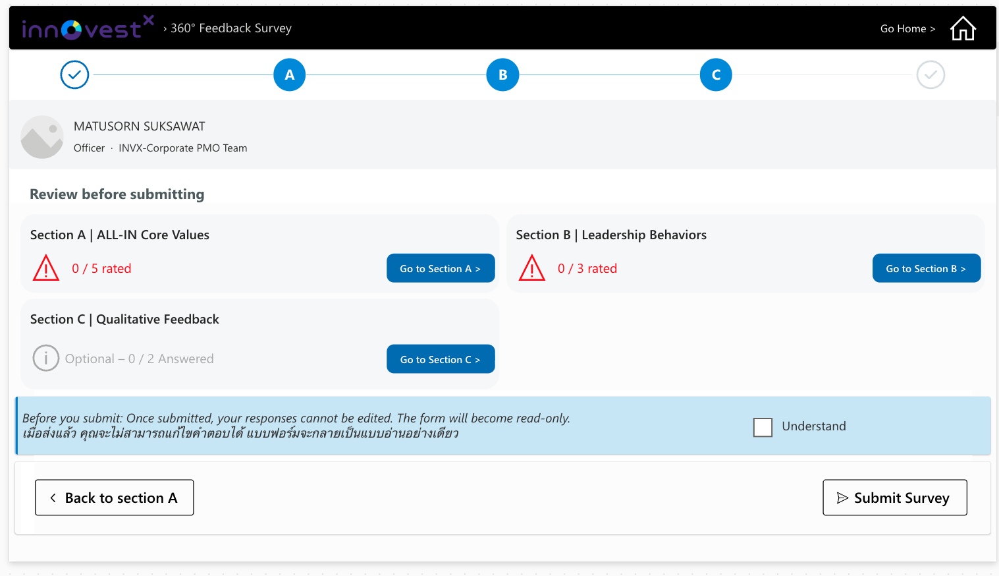 innovestx › 360° Feedback Survey
Go Home >
A
B
C
MATUSORN SUKSAWAT
Officer · INVX-Corporate PMO Team
Review before submitting
Section A | ALL-IN Core Values
0 / 5 rated
Go to Section A >
Section B | Leadership Behaviors
0 / 3 rated
Go to Section B >
Section C | Qualitative Feedback
Optional – 0 / 2 Answered
Go to Section C >
Before you submit: Once submitted, your responses cannot be edited. The form will become read-only.
เมื่อส่งแล้ว คุณจะไม่สามารถแก้ไขคำตอบได้ แบบฟอร์มจะกลายเป็นแบบอ่านอย่างเดียว
Understand
Back to section A
Submit Survey